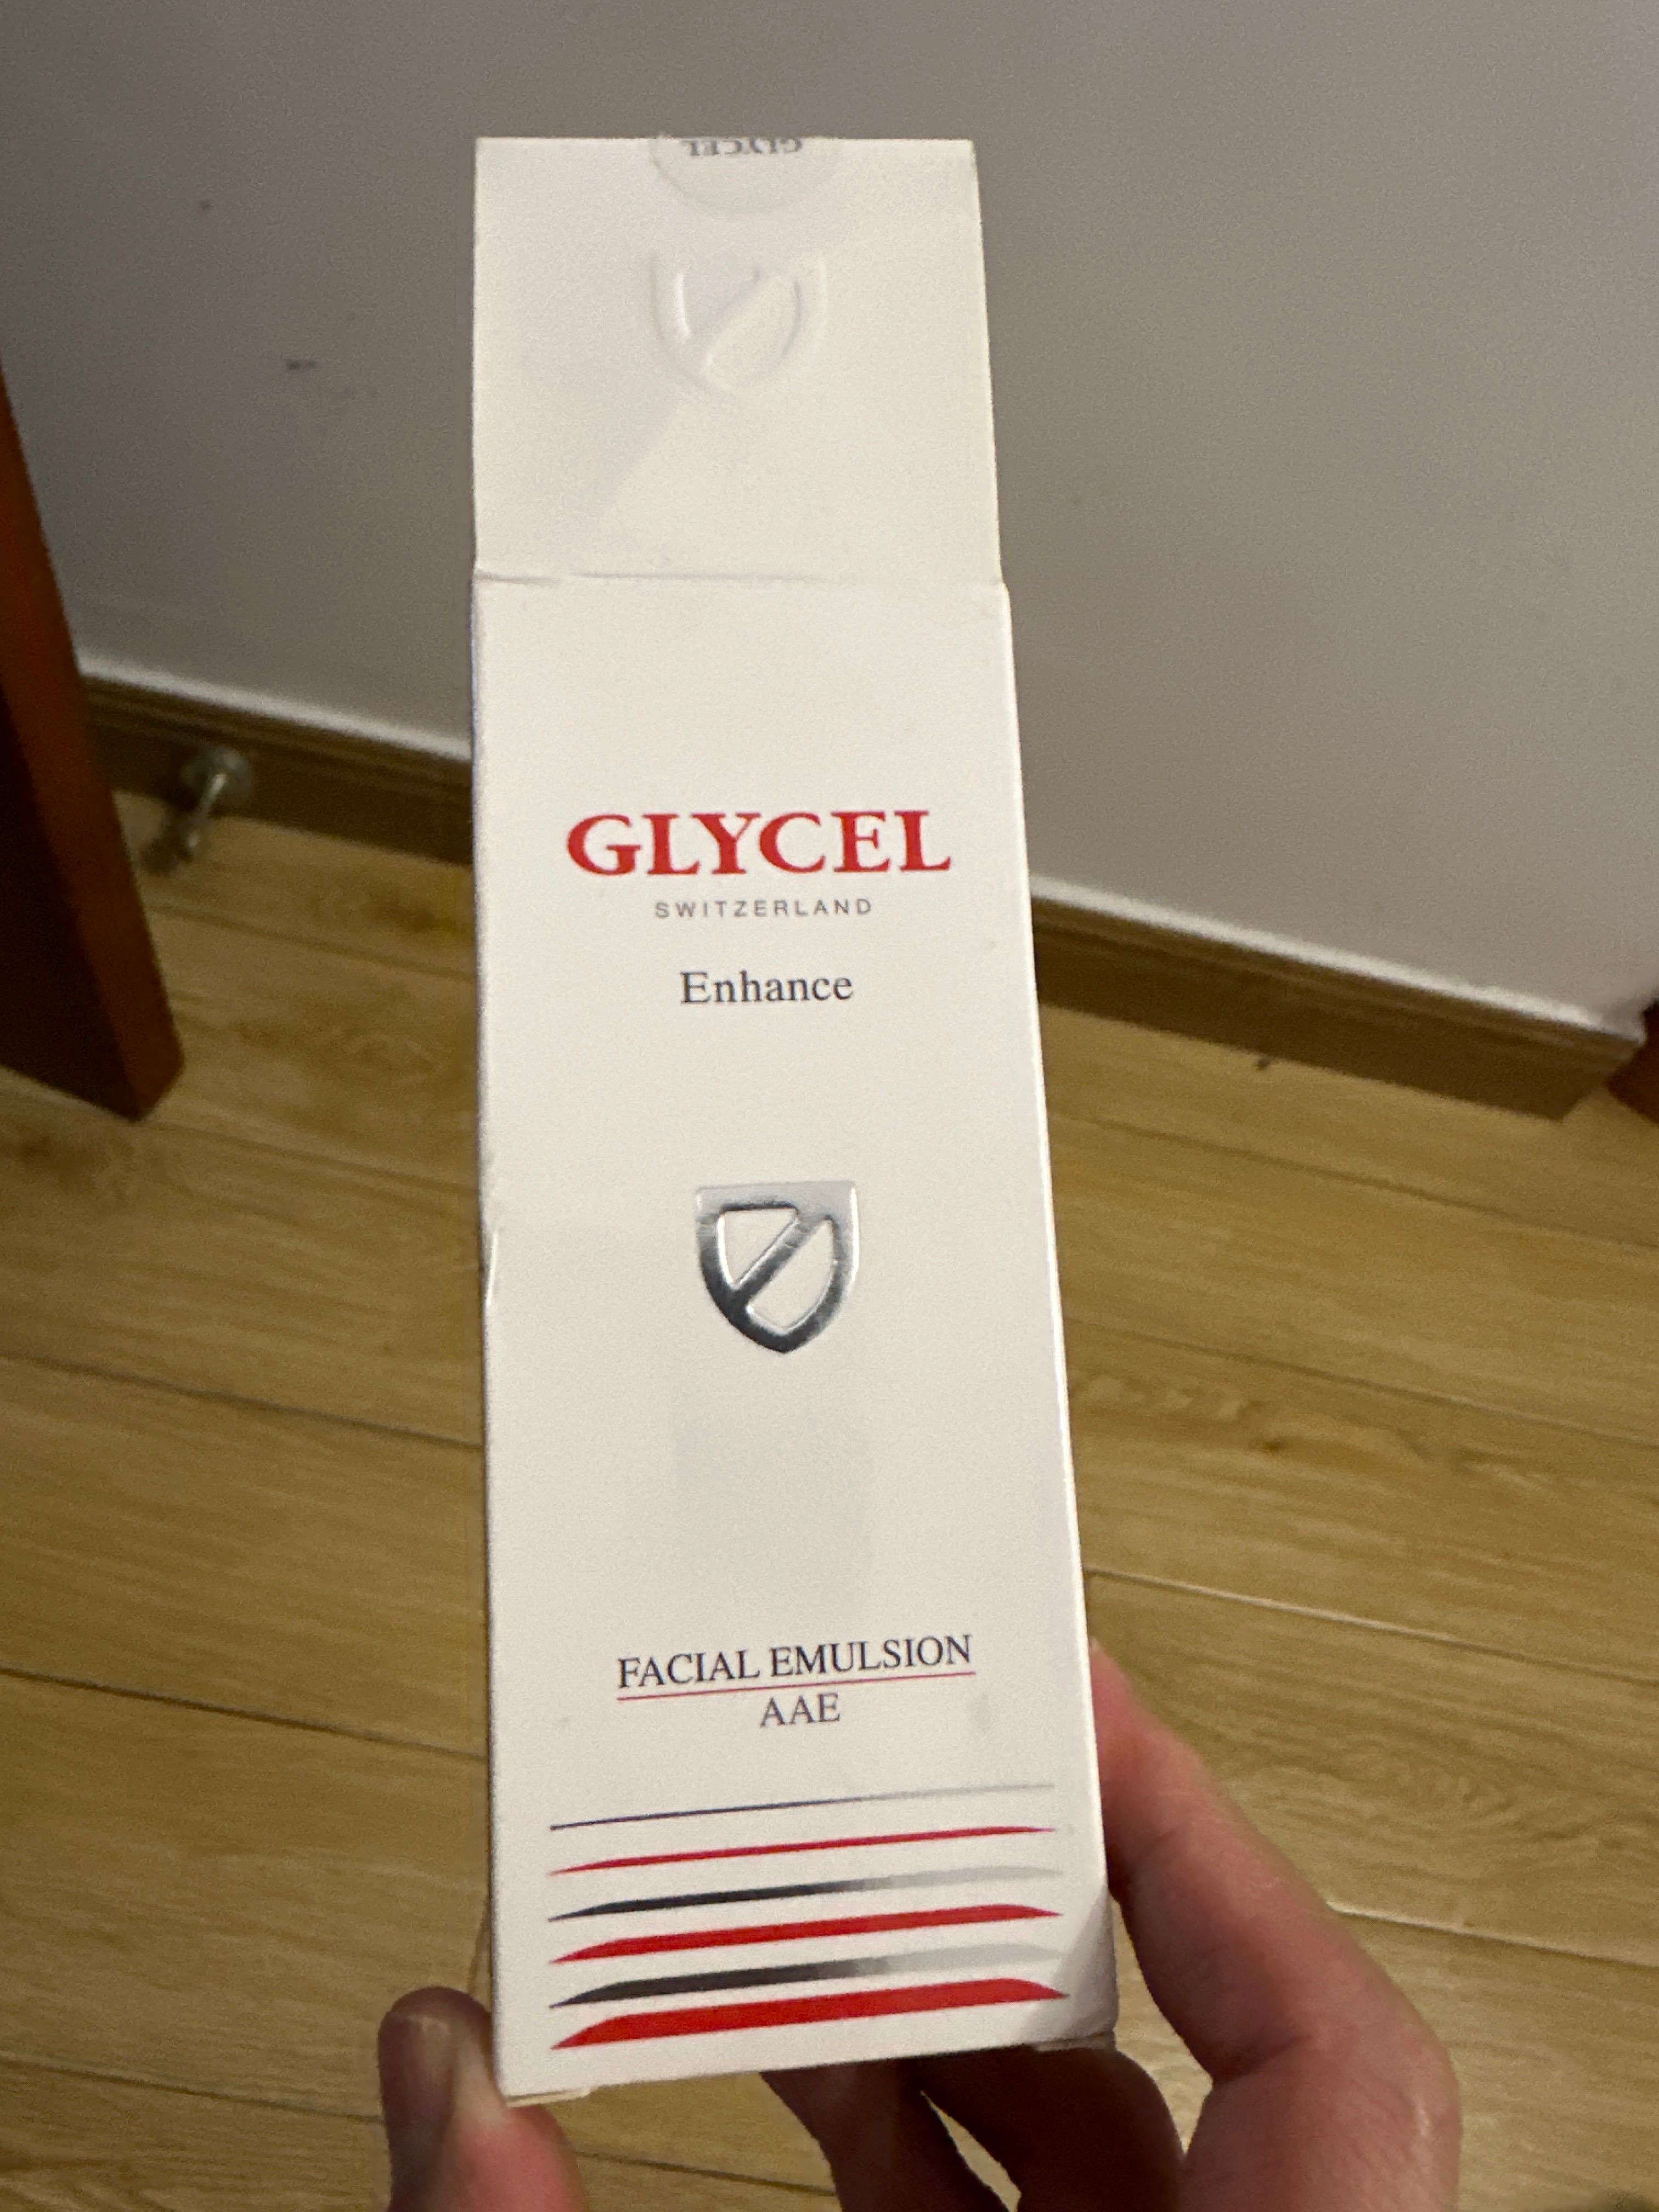 GLYCEL
GLYCEL
SWITZERLAND
Enhance
FACIAL EMULSION
AAE